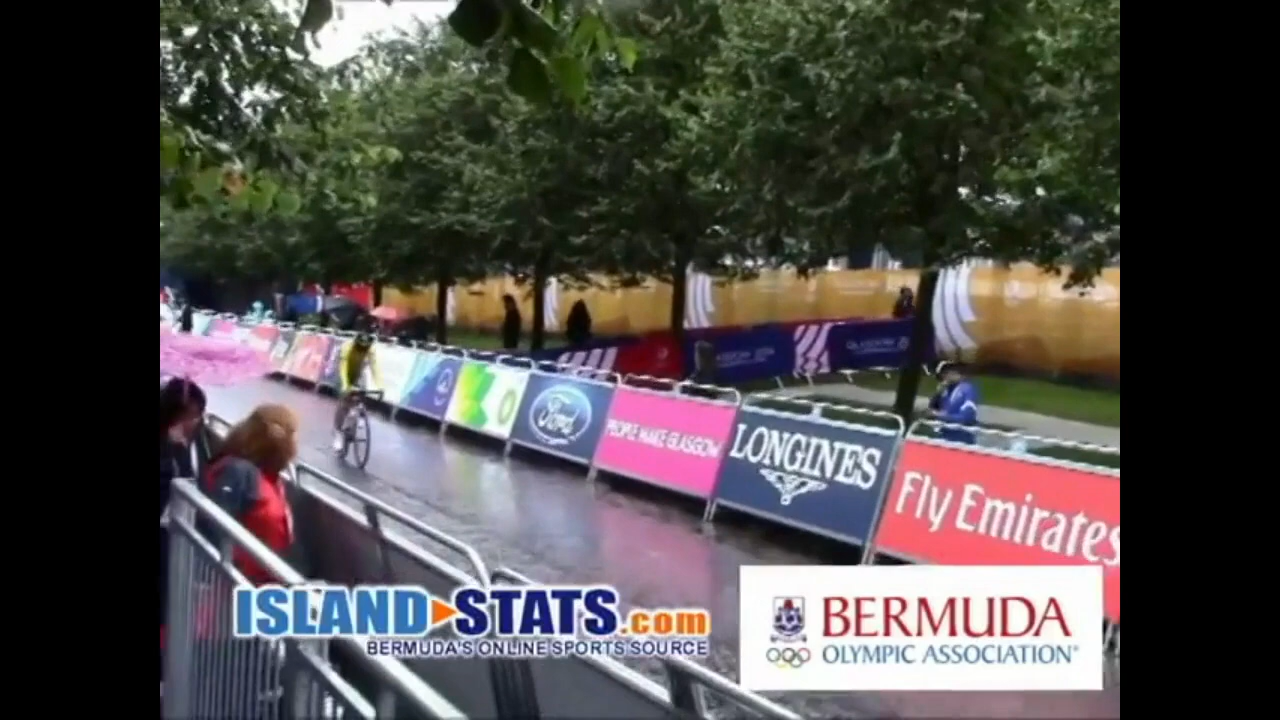 Ford
PEOPLE MAKE GLASGOW
LONGINES
Fly Emirates
ISLAND STATS.com
BERMUDA'S ONLINE SPORTS SOURCE
BERMUDA
OLYMPIC ASSOCIATION